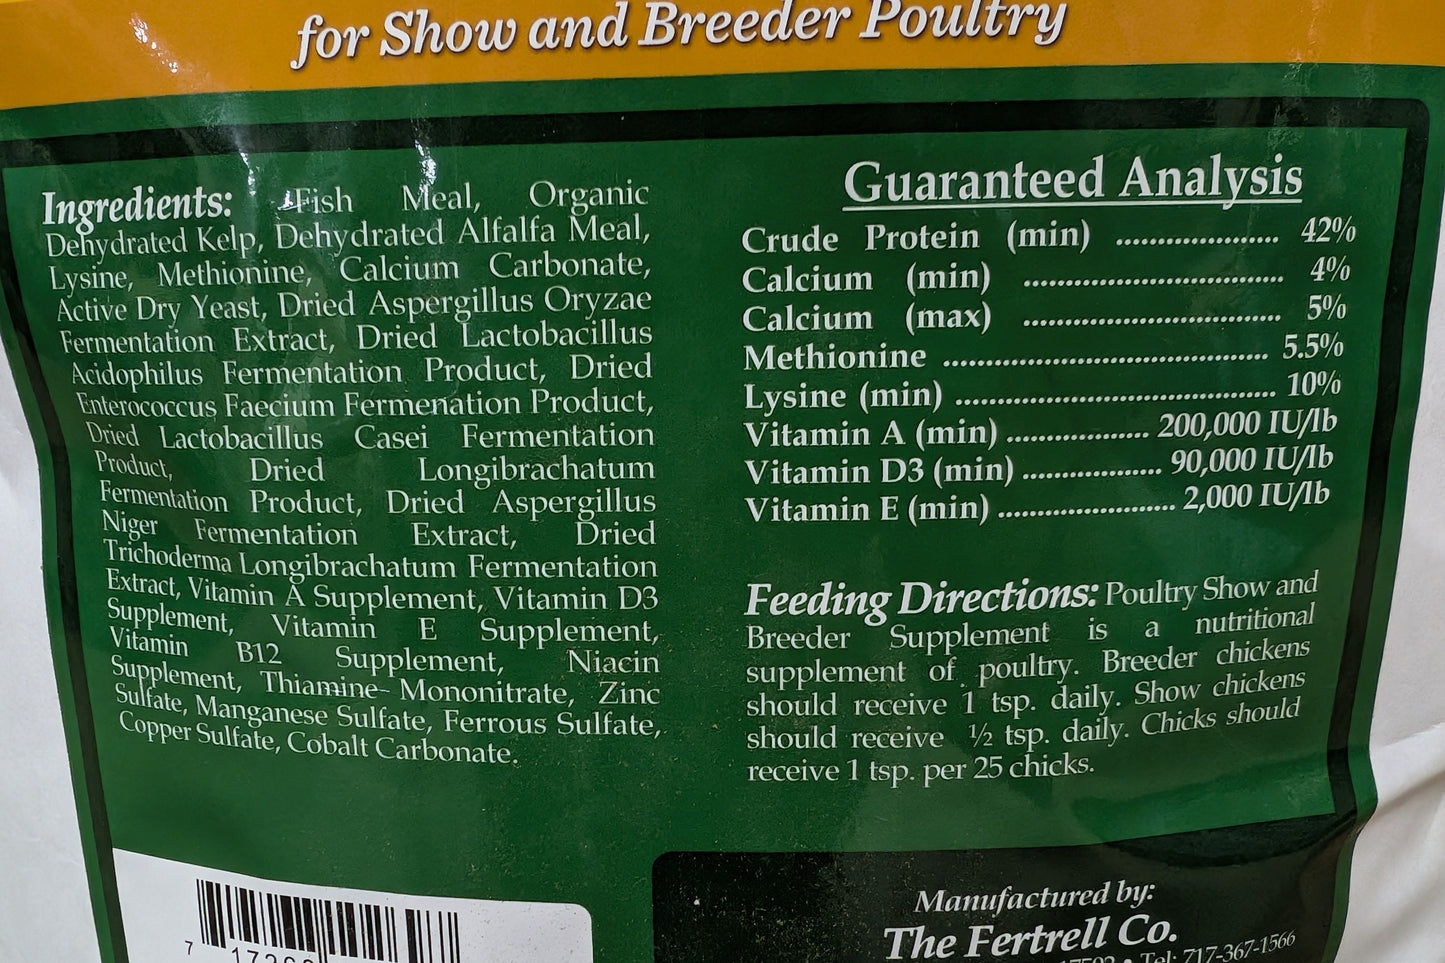 for Show and Breeder Poultry
Ingredients: Fish Meal, Organic
Dehydrated Kelp, Dehydrated Alfalfa Meal,
Lysine, Methionine, Calcium Carbonate,
Active Dry Yeast, Dried Aspergillus Oryzae
Fermentation Extract, Dried Lactobacillus
Acidophilus Fermentation Product, Dried
Enterococcus Faecium Fermenation Product,
Dried Lactobacillus Casei Fermentation
Product, Dried Longibrachatum
Fermentation Product, Dried Aspergillus
Niger Fermentation Extract, Dried
Trichoderma Longibrachatum Fermentation
Extract, Vitamin A Supplement, Vitamin D3
Supplement, Vitamin E Supplement,
Vitamin B12 Supplement, Niacin
Supplement, Thiamine- Mononitrate, Zinc
Sulfate, Manganese Sulfate, Ferrous Sulfate,
Copper Sulfate, Cobalt Carbonate.
Guaranteed Analysis
Crude Protein (min) ..................... 42%
Calcium (min) ................................. 4%
Calcium (max) ................................. 5%
Methionine ......................................... 5.5%
Lysine (min) ......................................... 10%
Vitamin A (min) .................. 200,000 IU/lb
Vitamin D3 (min) .................. 90,000 IU/lb
Vitamin E (min) ....................... 2,000 IU/lb
Feeding Directions: Poultry Show and
Breeder Supplement is a nutritional
supplement of poultry. Breeder chickens
should receive 1 tsp. daily. Show chickens
should receive ½ tsp. daily. Chicks should
receive 1 tsp. per 25 chicks.
Manufactured by:
The Fertrell Co.
• Tel: 717-367-1566
7